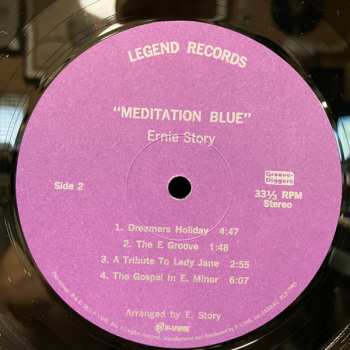 LEGEND RECORDS
"MEDITATION BLUE"
Ernie Story
Groove-
Diggers
Side 2
33⅓ RPM
Stereo
1. Dreamers Holiday 4:47
2. The E Groove 1:48
3. A Tribute To Lady Jane 2:55
4. The Gospel In E. Minor 6:07
Arranged by E. Story
P-VINE